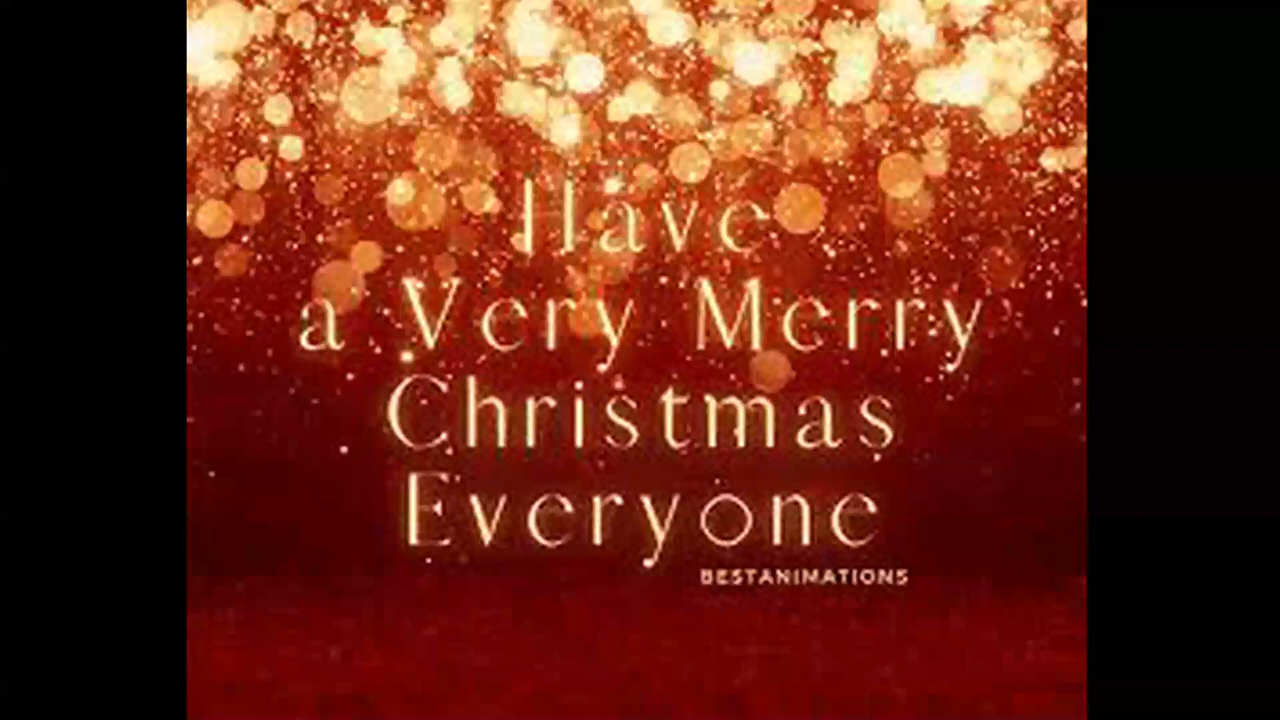 Have
a Very Merry
Christmas
Everyone
BESTANIMATIONS